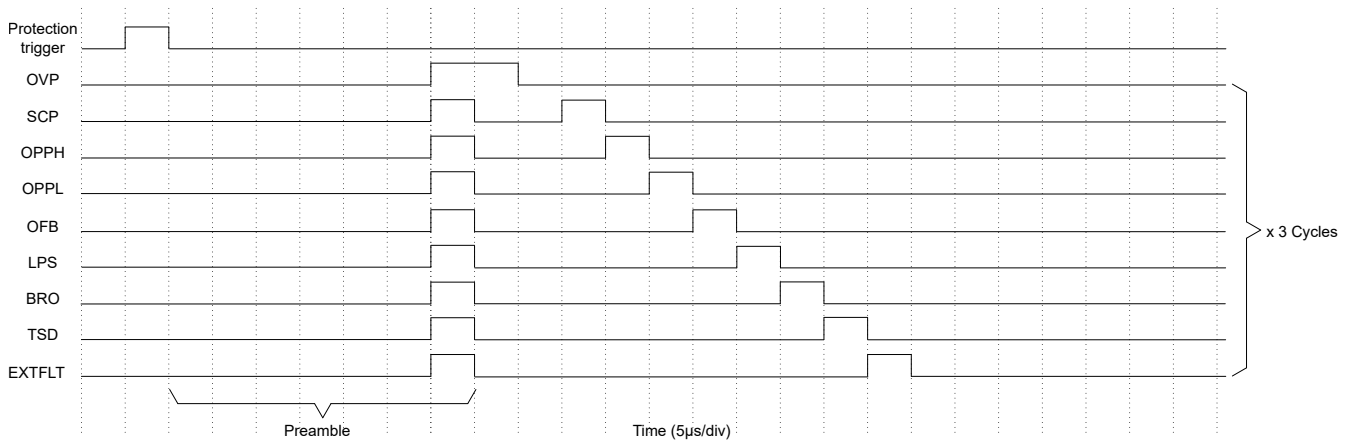 Protection
trigger
OVP
SCP
OPPH
OPPL
OFB
LPS
BRO
TSD
EXTFLT
x 3 Cycles
Preamble
Time (5µs/div)